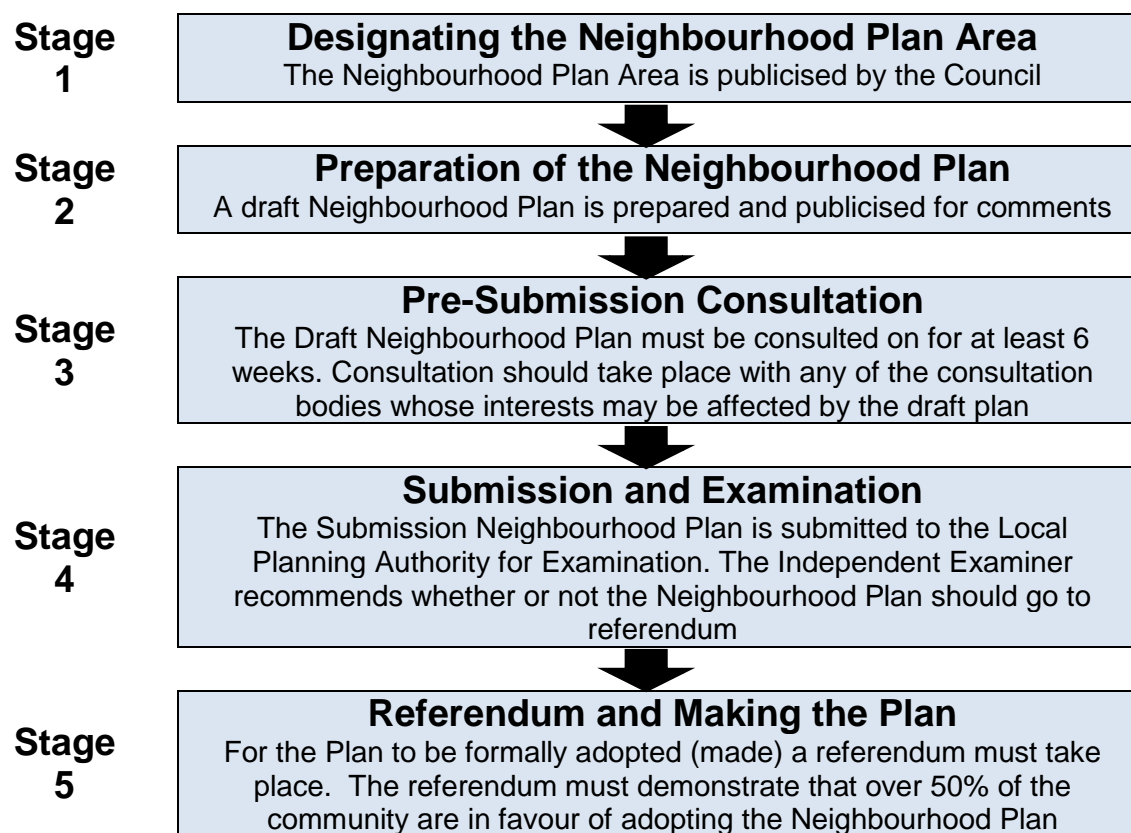 Stage
1
Designating the Neighbourhood Plan Area
The Neighbourhood Plan Area is publicised by the Council
Stage
2
Preparation of the Neighbourhood Plan
A draft Neighbourhood Plan is prepared and publicised for comments
Stage
3
Pre-Submission Consultation
The Draft Neighbourhood Plan must be consulted on for at least 6
weeks. Consultation should take place with any of the consultation
bodies whose interests may be affected by the draft plan
Stage
4
Submission and Examination
The Submission Neighbourhood Plan is submitted to the Local
Planning Authority for Examination. The Independent Examiner
recommends whether or not the Neighbourhood Plan should go to
referendum
Stage
5
Referendum and Making the Plan
For the Plan to be formally adopted (made) a referendum must take
place.  The referendum must demonstrate that over 50% of the
community are in favour of adopting the Neighbourhood Plan